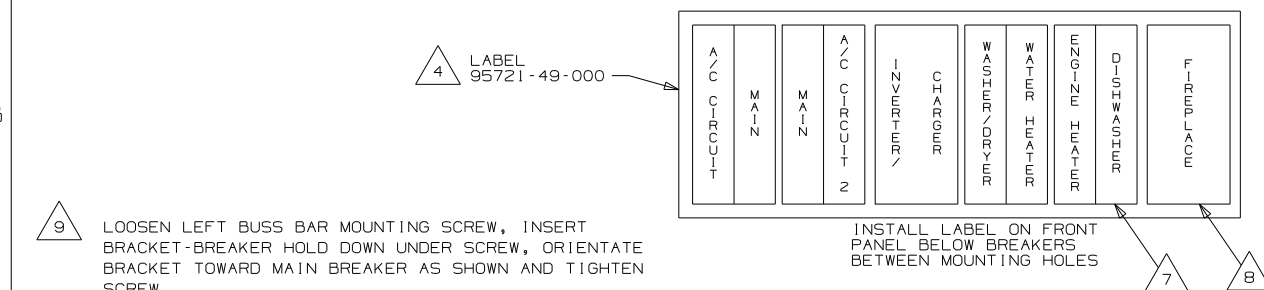 4
LABEL
95721-49-000
A/C CIRCUIT
MAIN
MAIN
A/C CIRCUIT 2
INVERTER/
CHARGER
WASHER/DRYER
WATER HEATER
ENGINE HEATER
DISHWASHER
FIREPLACE
INSTALL LABEL ON FRONT
PANEL BELOW BREAKERS
BETWEEN MOUNTING HOLES
7
8
9
LOOSEN LEFT BUSS BAR MOUNTING SCREW, INSERT
BRACKET-BREAKER HOLD DOWN UNDER SCREW, ORIENTATE
BRACKET TOWARD MAIN BREAKER AS SHOWN AND TIGHTEN
SCREW